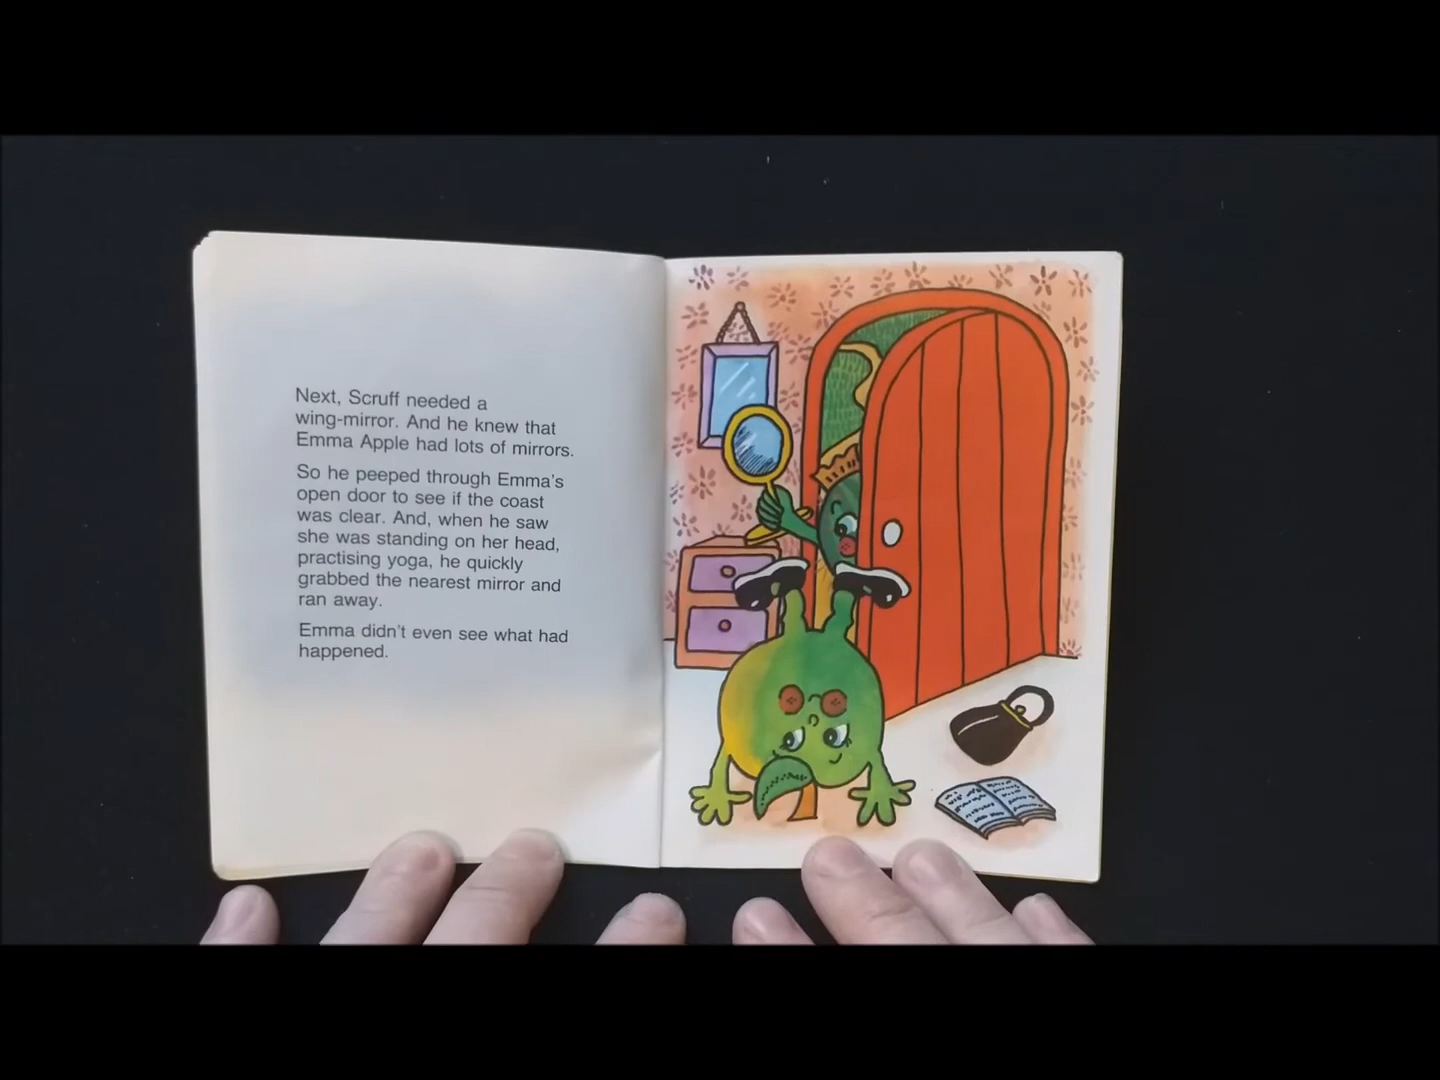 Next, Scruff needed a
wing-mirror. And he knew that
Emma Apple had lots of mirrors.
So he peeped through Emma's
open door to see if the coast
was clear. And, when he saw
she was standing on her head,
practising yoga, he quickly
grabbed the nearest mirror and
ran away.
Emma didn't even see what had
happened.